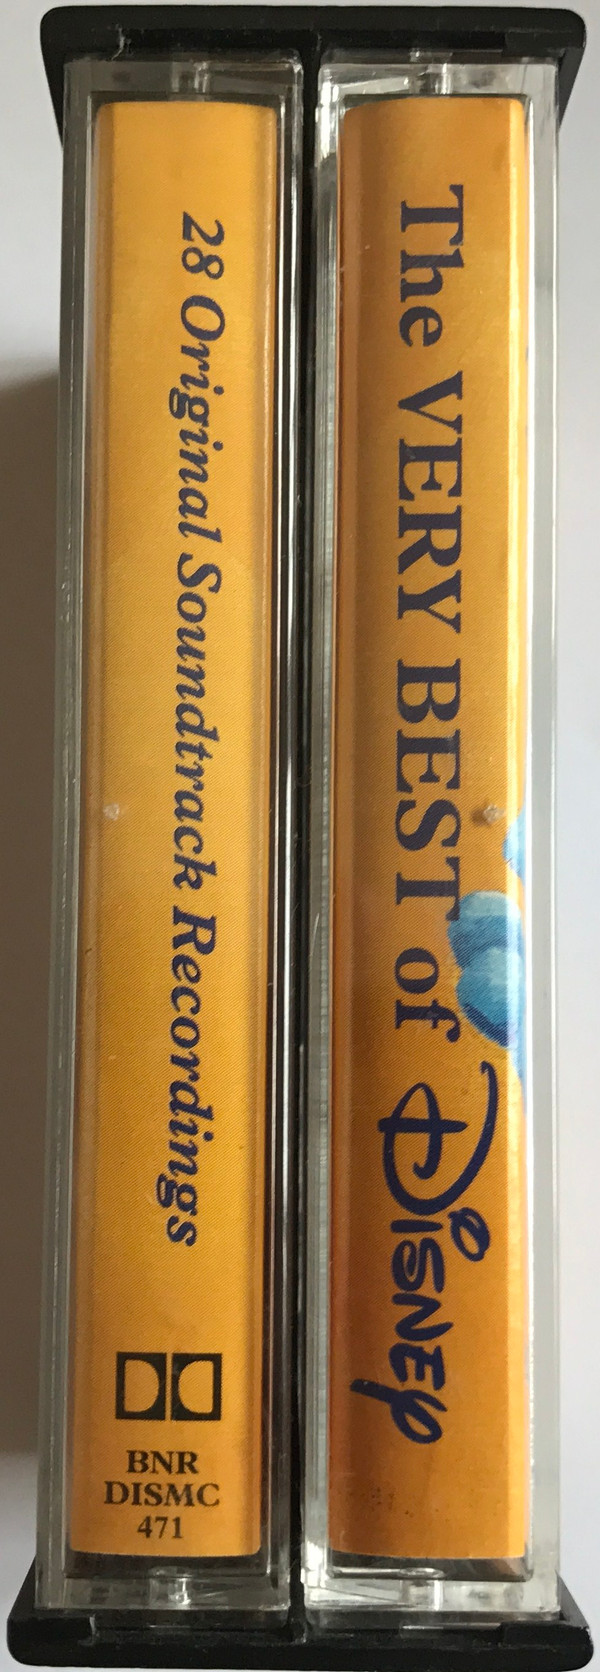 The VERY BEST of Disney
28 Original Soundtrack Recordings
BNR
DISMC
471